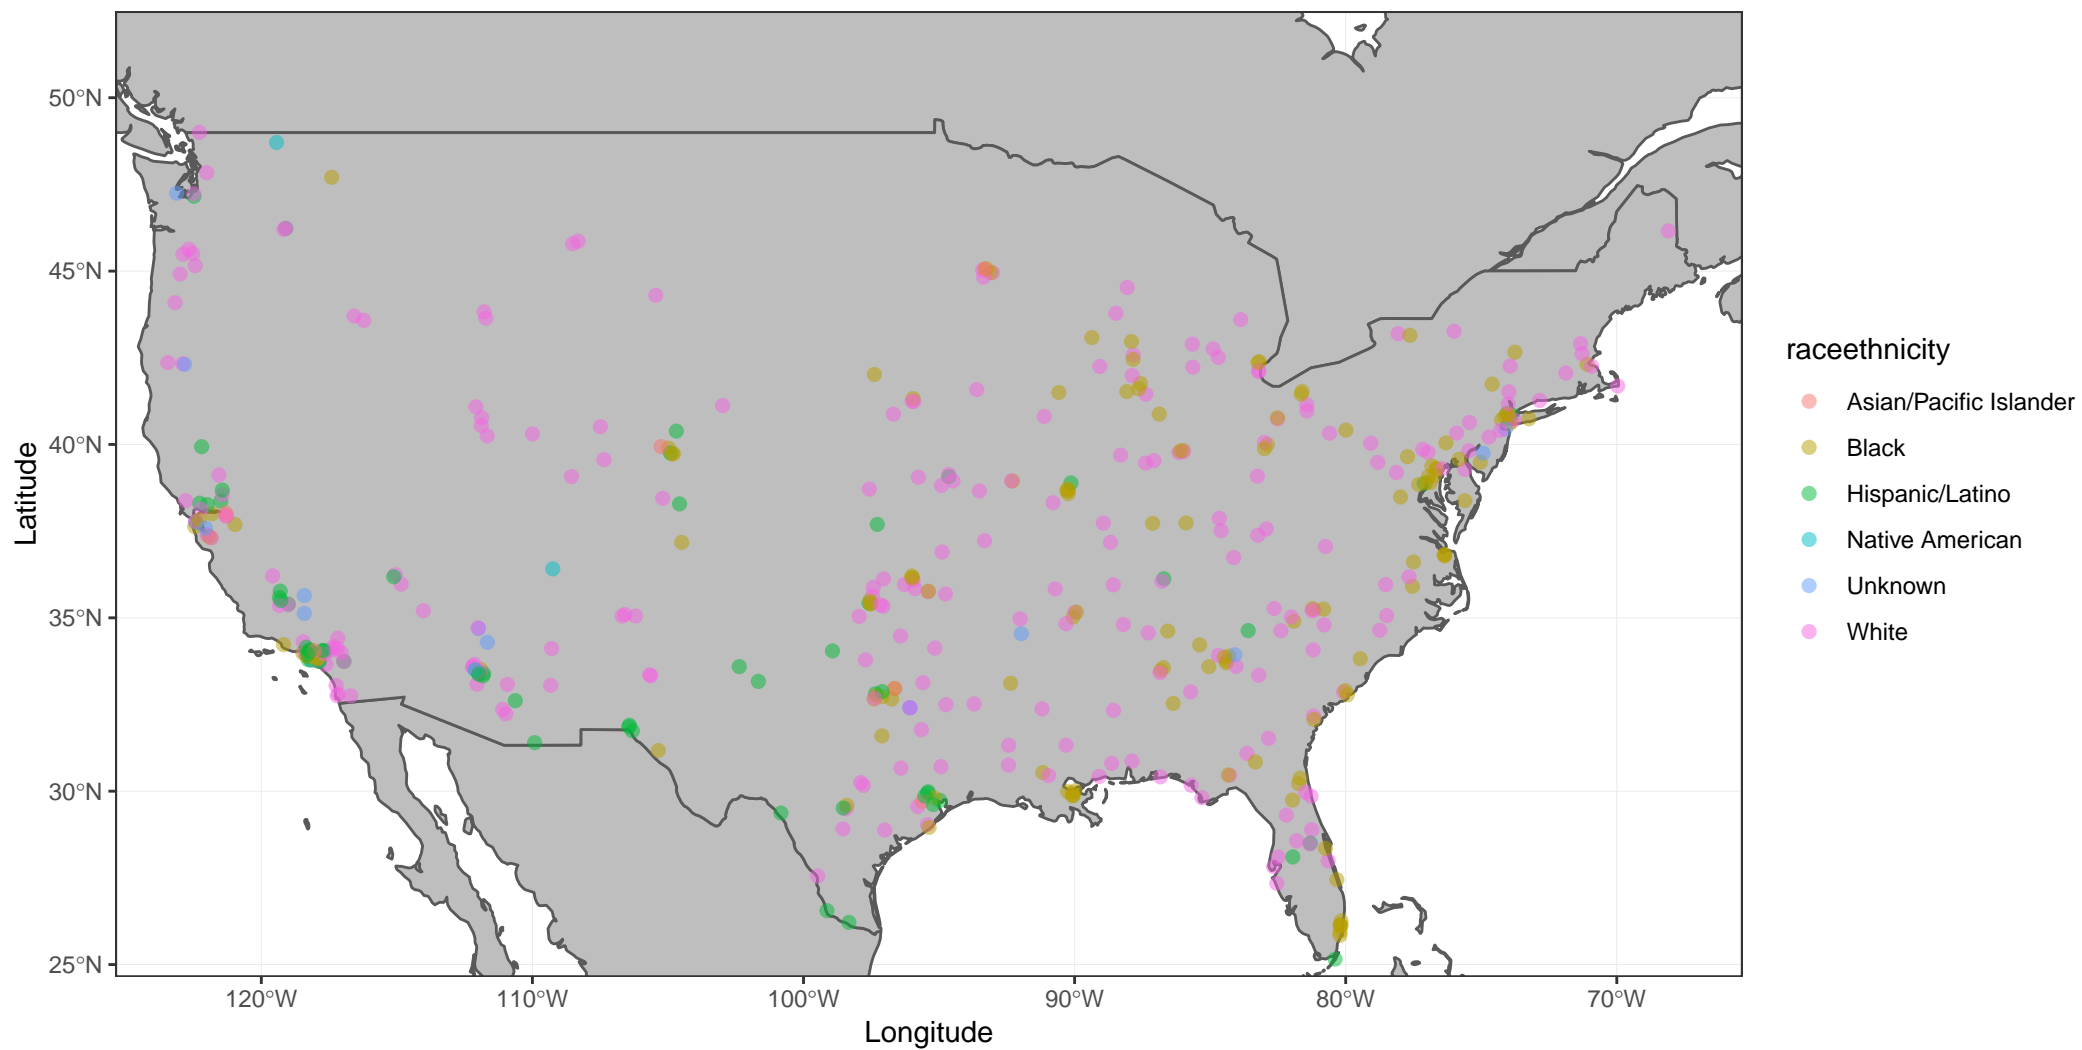 50°N
45°N
40°N
35°N
30°N
25°N
120°W
110°W
100°W
90°W
80°W
70°W
Longitude
Latitude
raceethnicity
Asian/Pacific Islander
Black
Hispanic/Latino
Native American
Unknown
White